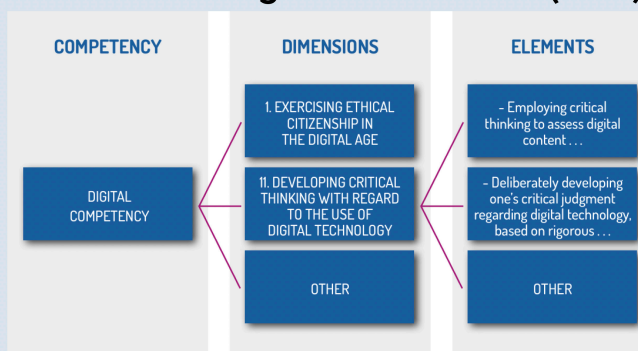 COMPETENCY
DIMENSIONS
ELEMENTS
DIGITAL
COMPETENCY
1. EXERCISING ETHICAL
CITIZENSHIP IN
THE DIGITAL AGE
11. DEVELOPING CRITICAL
THINKING WITH REGARD
TO THE USE OF
DIGITAL TECHNOLOGY
OTHER
- Employing critical
thinking to assess digital
content . . .
- Deliberately developing
one's critical judgment
regarding digital technology,
based on rigorous . . .
OTHER